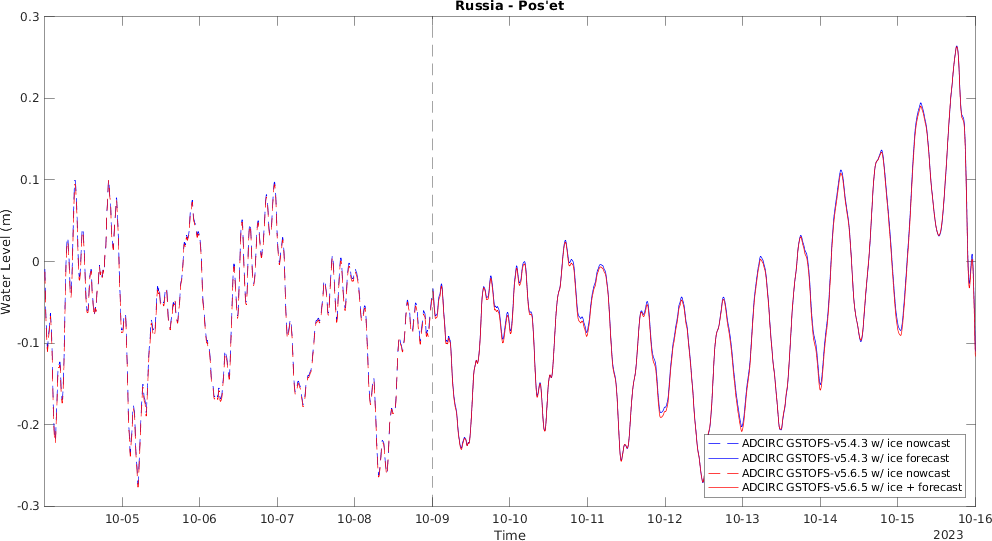 Russia - Pos'et
0.3
0.2
0.1
0
-0.1
-0.2
-0.3
Water Level (m)
ADCIRC GSTOFS-v5.4.3 w/ ice nowcast
ADCIRC GSTOFS-v5.4.3 w/ ice forecast
ADCIRC GSTOFS-v5.6.5 w/ ice nowcast
ADCIRC GSTOFS-v5.6.5 w/ ice + forecast
10-05 10-06 10-07 10-08 10-09 10-10 10-11 10-12 10-13 10-14 10-15 10-16
Time
2023